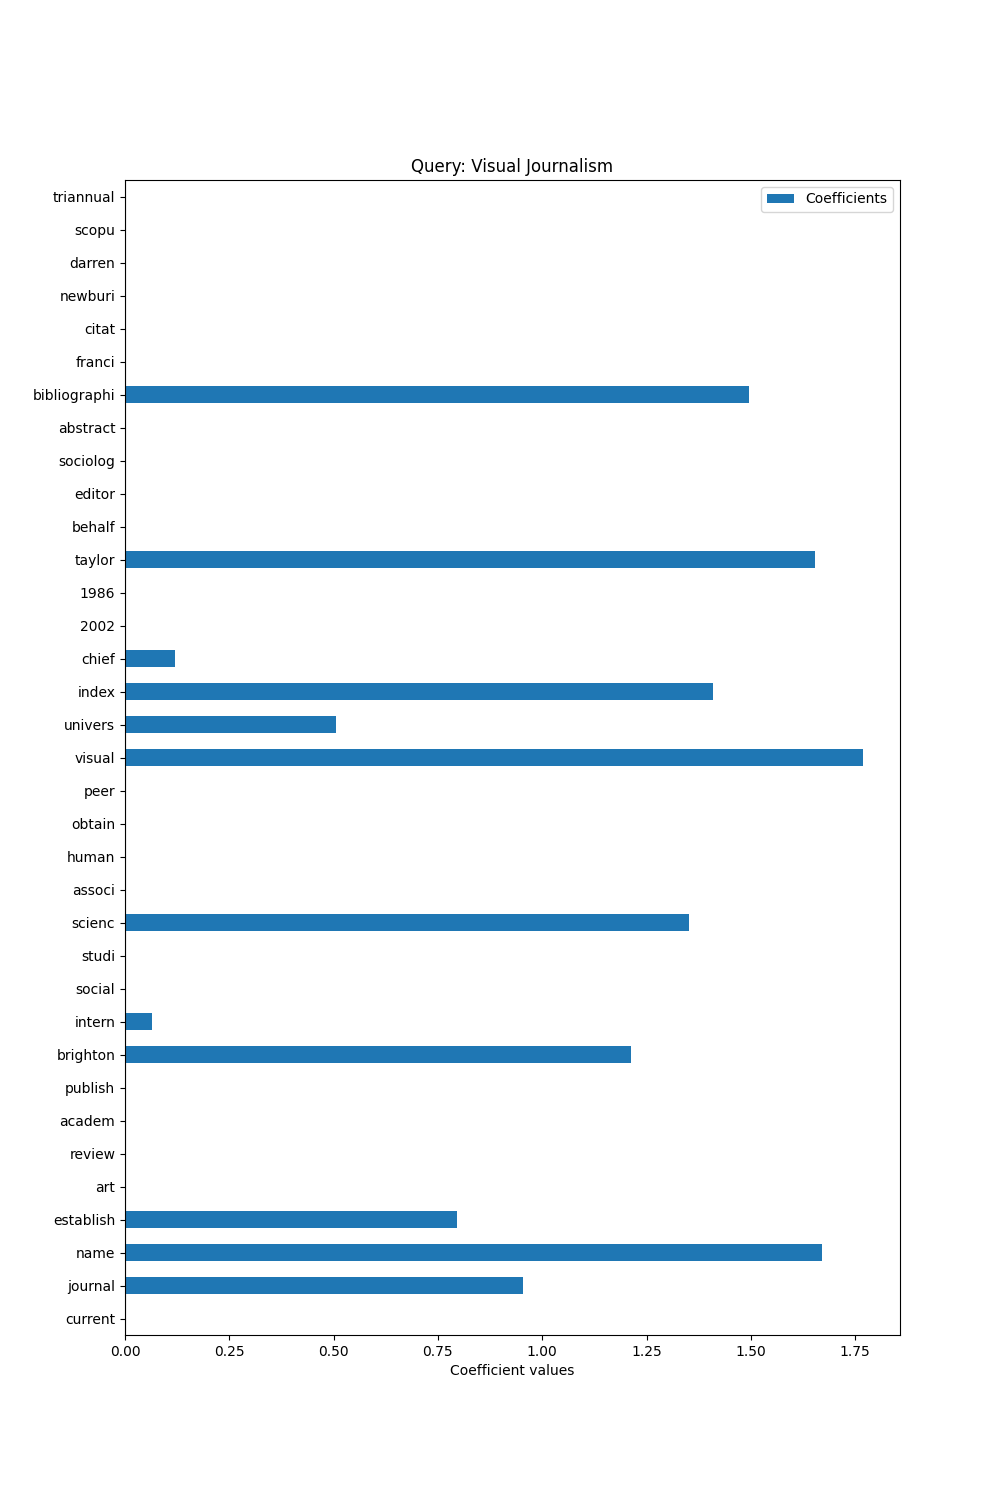 Query: Visual Journalism
Coefficients
triannual
scopu
darren
newburi
citat
franci
bibliographi
abstract
sociolog
editor
behalf
taylor
1986
2002
chief
index
univers
visual
peer
obtain
human
associ
scienc
studi
social
intern
brighton
publish
academ
review
art
establish
name
journal
current
0.00 0.25 0.50 0.75 1.00 1.25 1.50 1.75
Coefficient values